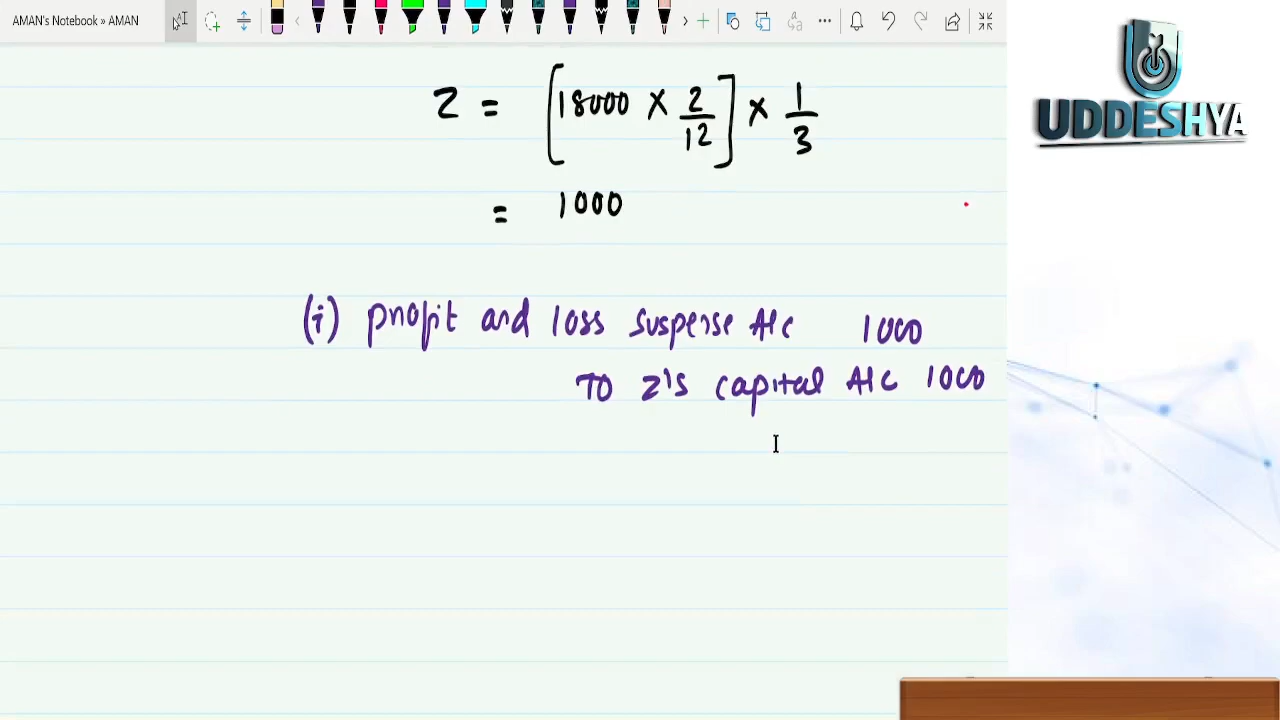 AMAN's Notebook » AMAN
UDDESHYA
Z = [18000 × 2/12] × 1/3
= 1000
(i) profit and loss suspense A/c 1000
To Z's capital A/C 1000